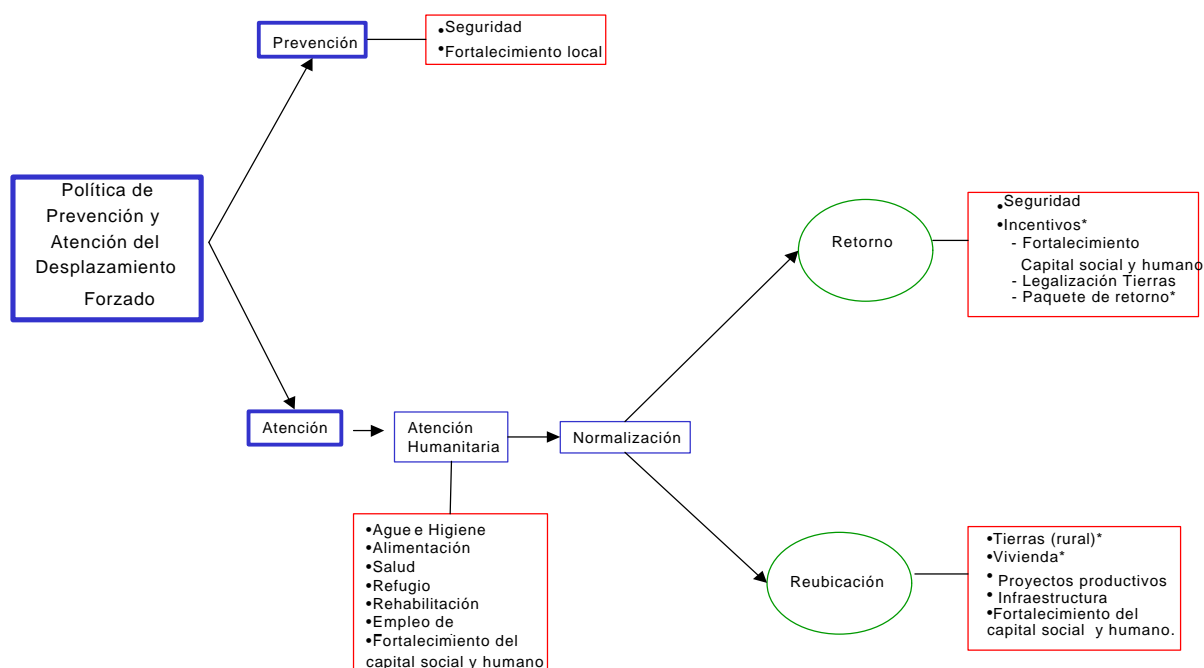 Prevención
•Seguridad
•Fortalecimiento local
Política de
Prevención y
Atención del
Desplazamiento
Forzado
Retorno
•Seguridad
•Incentivos*
- Fortalecimiento
Capital social y humano
- Legalización Tierras
- Paquete de retorno*
Atención
Atención
Humanitaria
Normalización
•Ague e Higiene
•Alimentación
•Salud
•Refugio
•Rehabilitación
•Empleo de
•Fortalecimiento del
capital social y humano
Reubicación
•Tierras (rural)*
•Vivienda*
• Proyectos productivos
• Infraestructura
•Fortalecimiento del
capital social y humano.